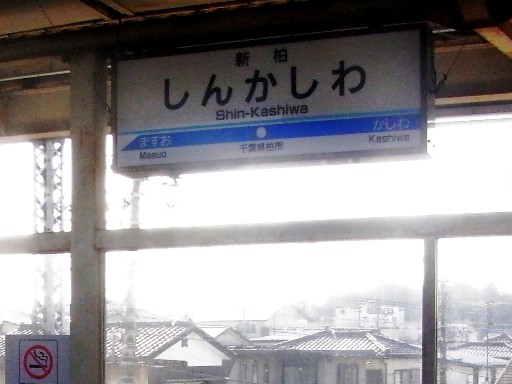 新 柏
しんかしわ
Shin-Kashiwa
ますお かしわ
Masuo Kashiwa
千葉県柏市